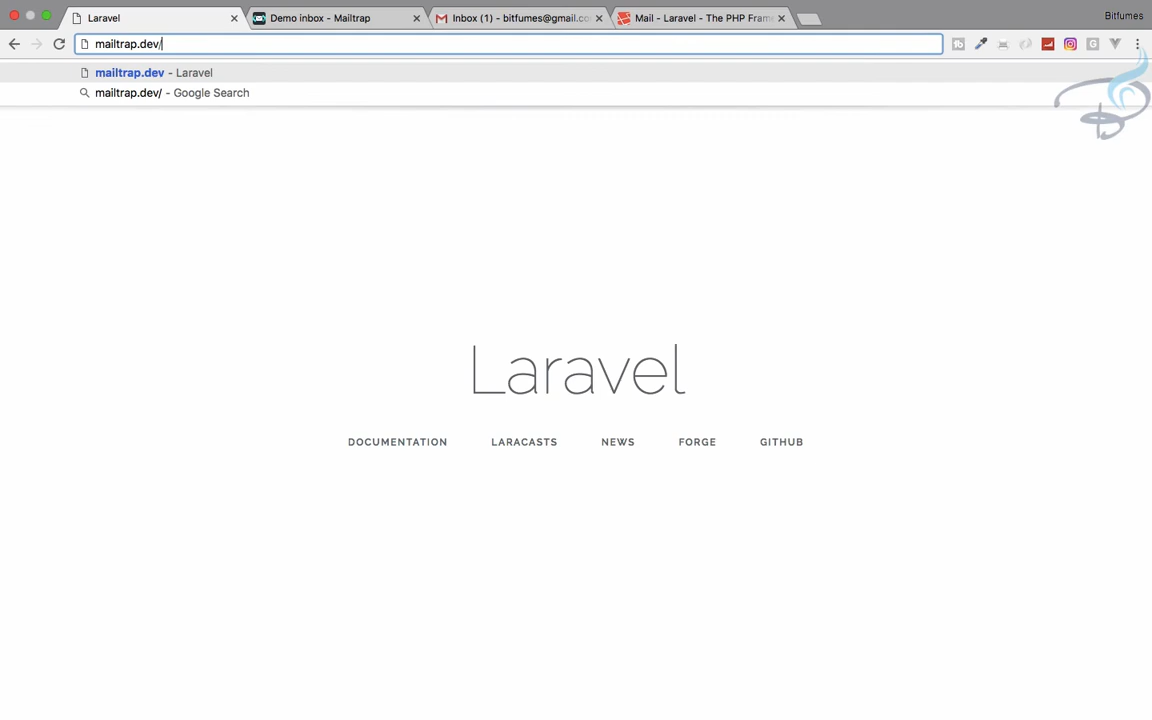 Laravel
Demo inbox - Mailtrap
Inbox (1) - bitfumes@gmail.co
Mail - Laravel - The PHP Fram
Bitfumes
mailtrap.dev/
mailtrap.dev - Laravel
mailtrap.dev/ - Google Search
Laravel
DOCUMENTATION LARACASTS NEWS FORGE GITHUB